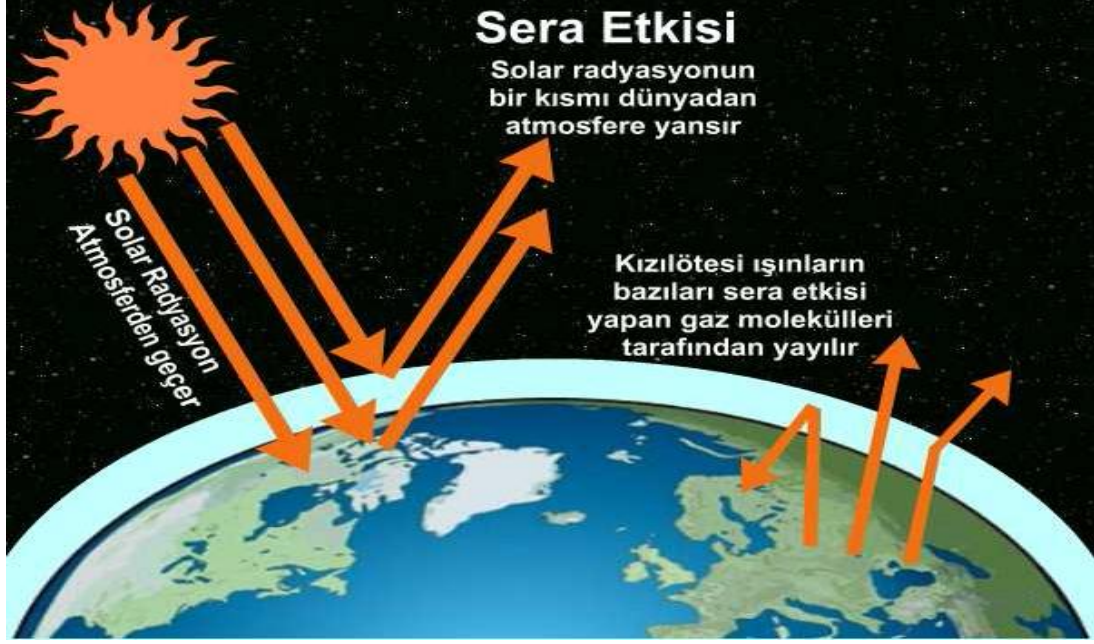 Sera Etkisi
Solar radyasyonun
bir kısmı dünyadan
atmosfere yansır
Solar Radyasyon
Atmosferden geçer
Kızılötesi ışınların
bazıları sera etkisi
yapan gaz molekülleri
tarafından yayılır